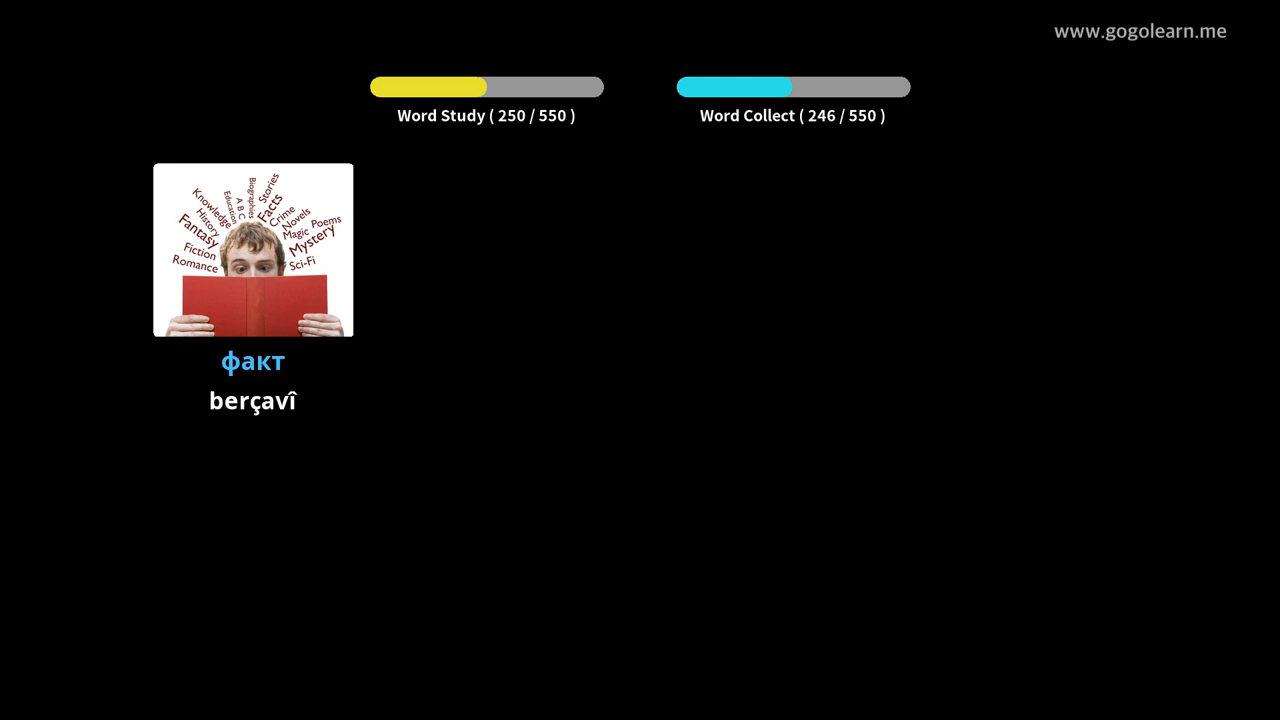 www.gogolearn.me
Word Study ( 250 / 550 )
Word Collect ( 246 / 550 )
Knowledge
History
Fantasy
Fiction
Romance
Education
A B C
Biographies
Stories
Facts
Crime
Novels
Magic
Poems
Mystery
Sci-Fi
факт
berçavî